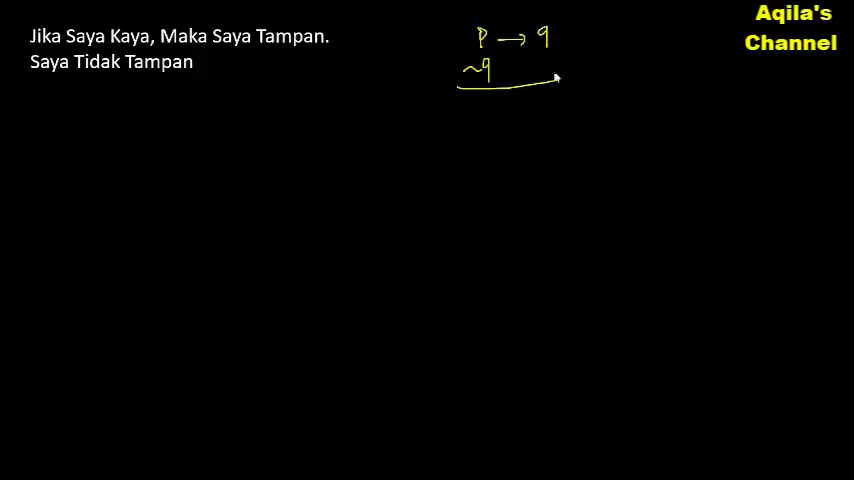 Jika Saya Kaya, Maka Saya Tampan.
Saya Tidak Tampan
p → q
~q
Aqila's
Channel